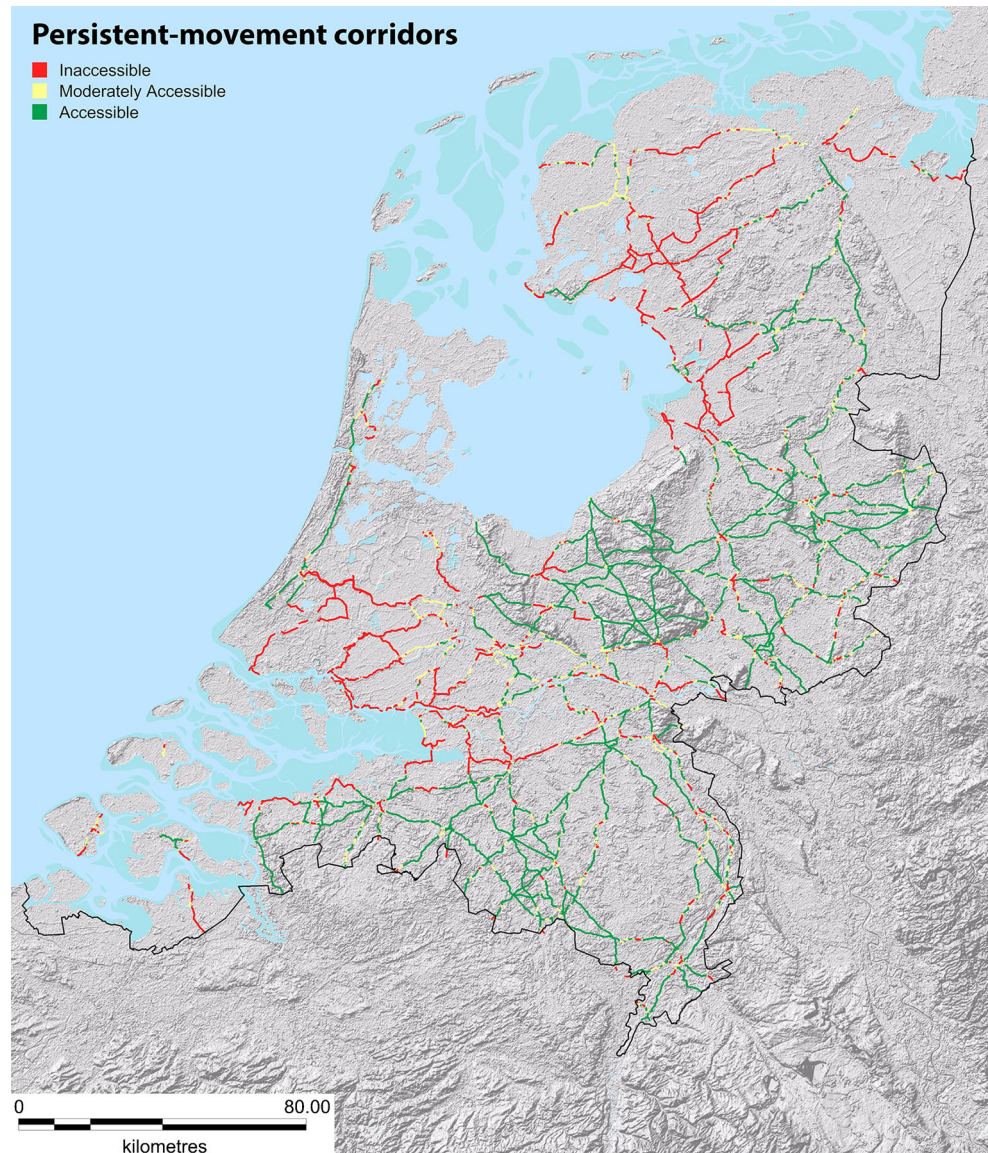 Persistent-movement corridors
Inaccessible
Moderately Accessible
Accessible
0 80.00
kilometres